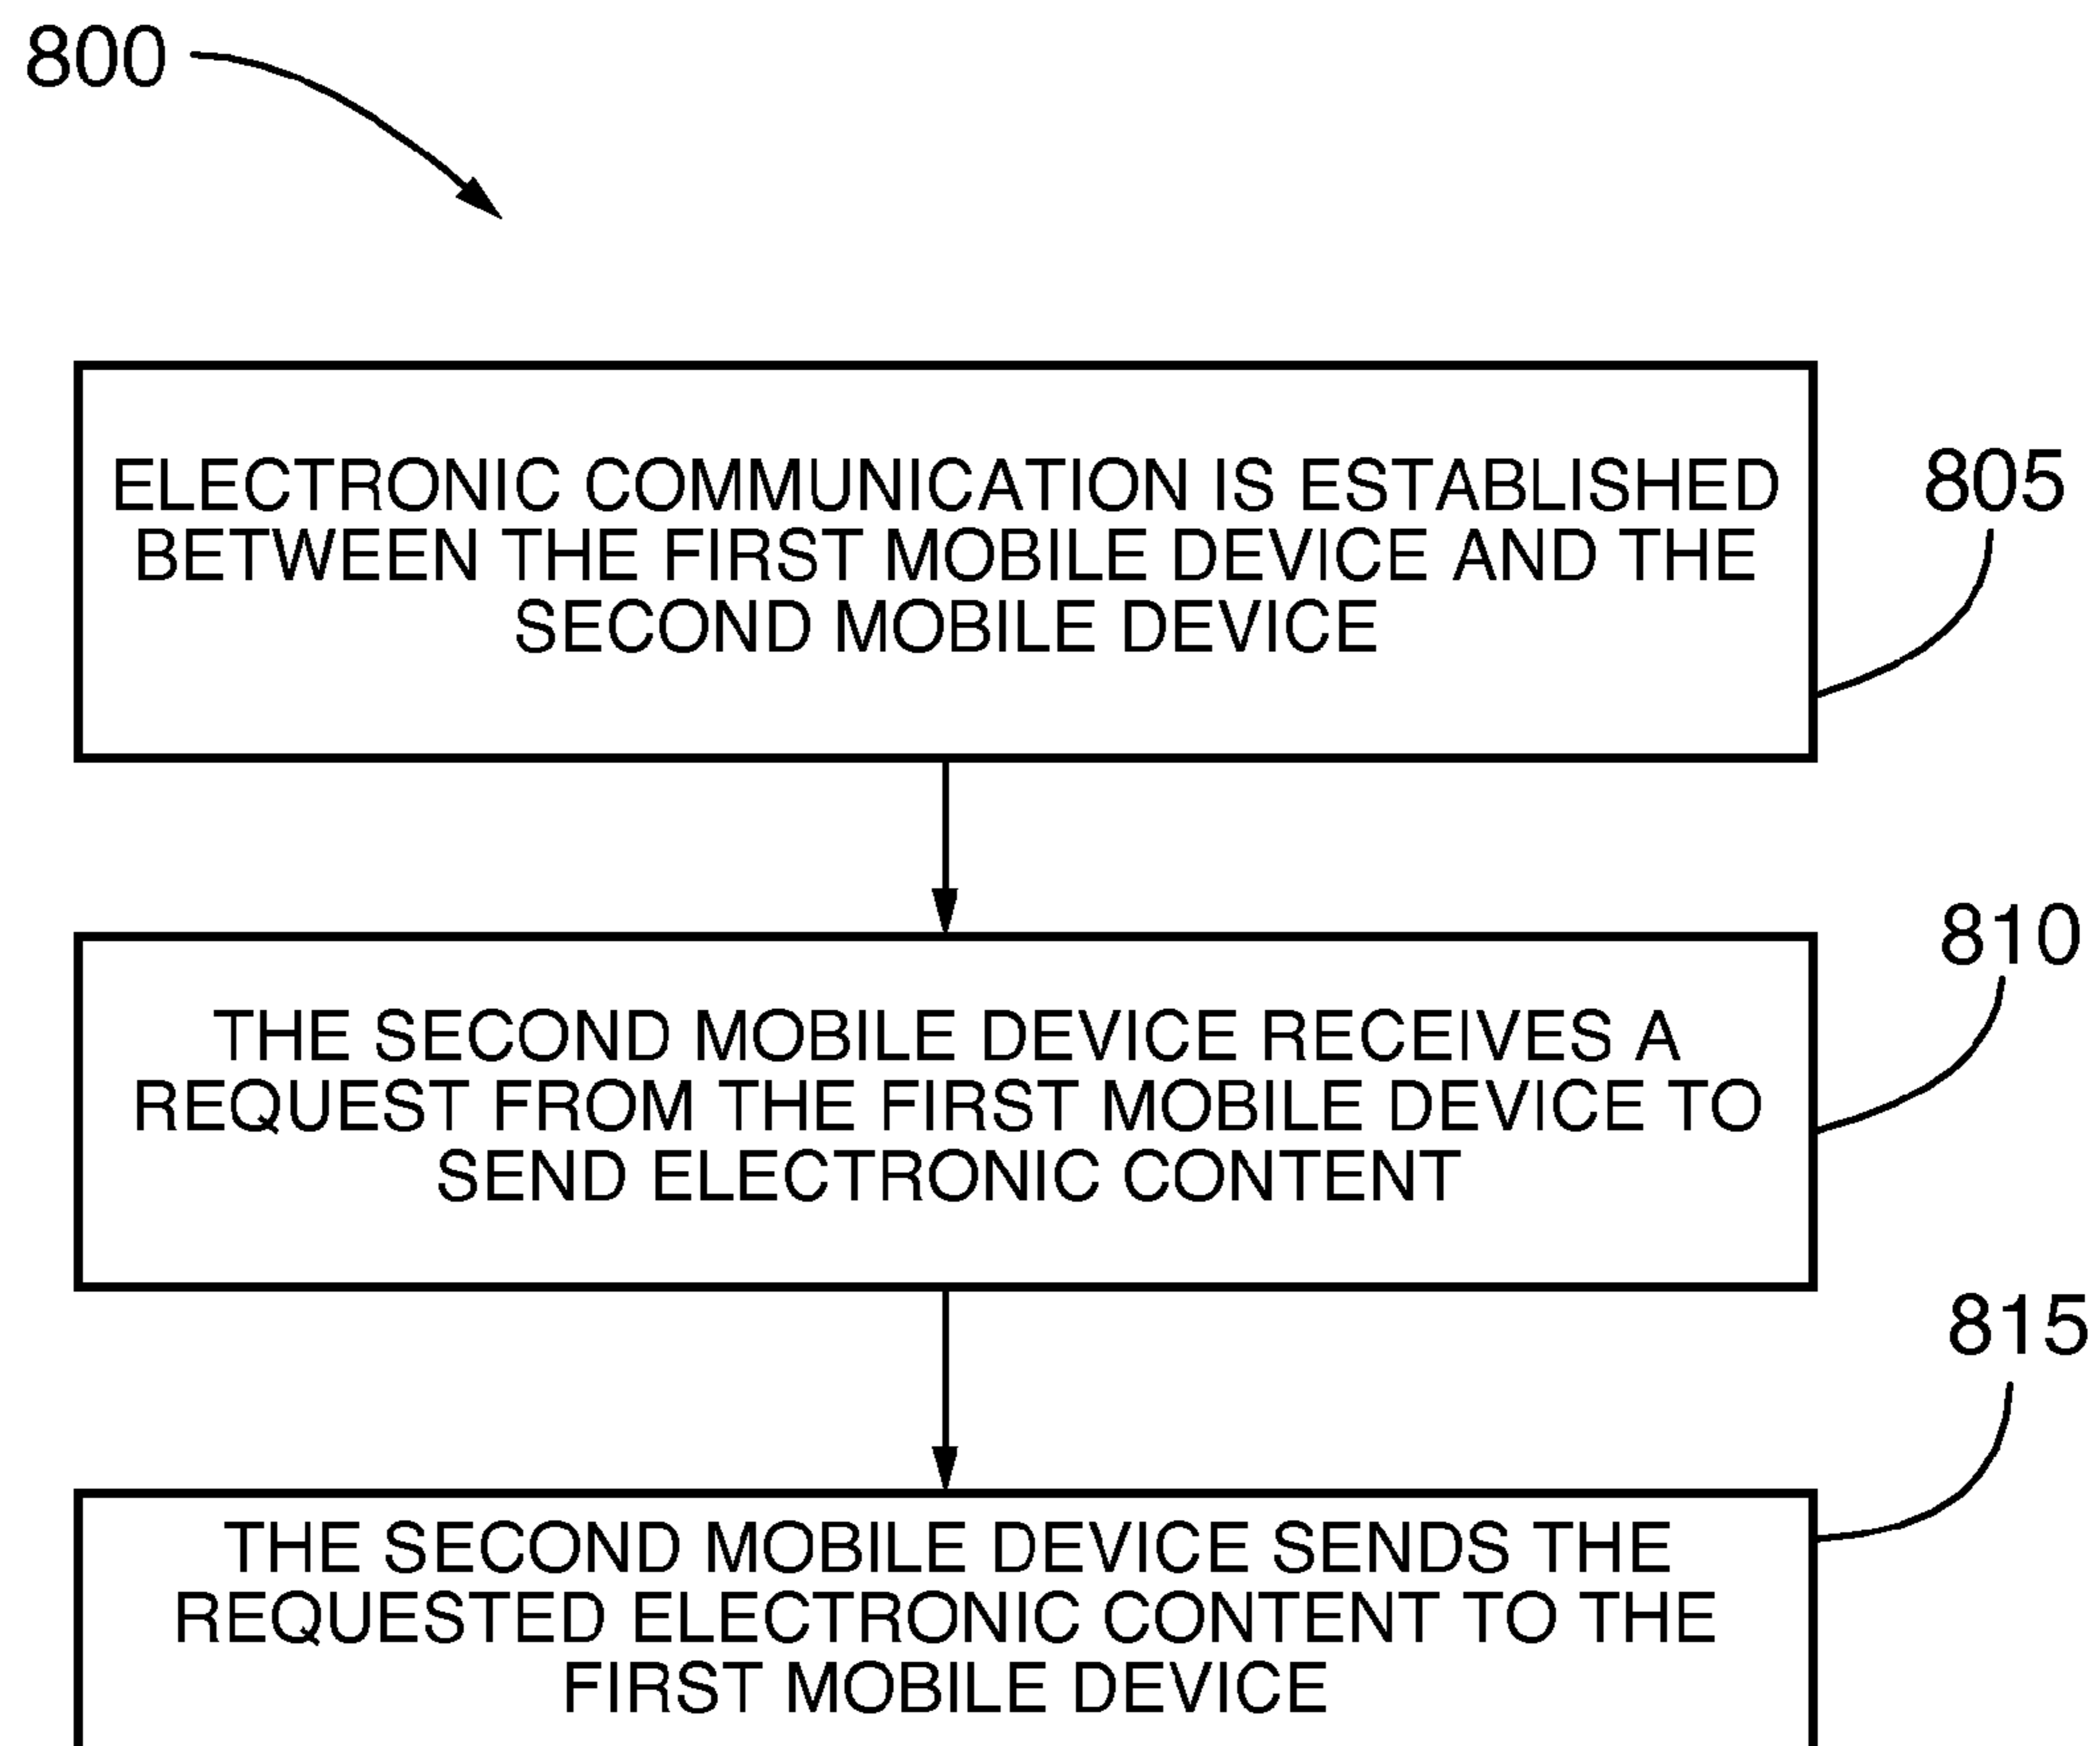 800
ELECTRONIC COMMUNICATION IS ESTABLISHED
BETWEEN THE FIRST MOBILE DEVICE AND THE
SECOND MOBILE DEVICE
805
THE SECOND MOBILE DEVICE RECEIVES A
REQUEST FROM THE FIRST MOBILE DEVICE TO
SEND ELECTRONIC CONTENT
810
THE SECOND MOBILE DEVICE SENDS THE
REQUESTED ELECTRONIC CONTENT TO THE
FIRST MOBILE DEVICE
815